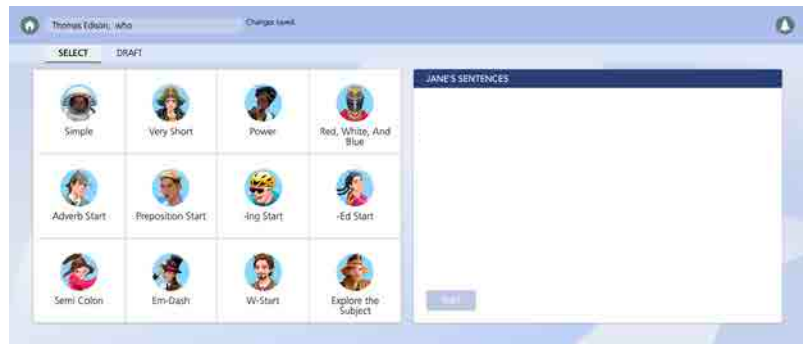 Thomas Edison, who
Changes saved.
SELECT
DRAFT
Simple
Very Short
Power
Red, White, And
Blue
Adverb Start
Preposition Start
-Ing Start
-Ed Start
Semi Colon
Em-Dash
W-Start
Explore the
Subject
JANE'S SENTENCES